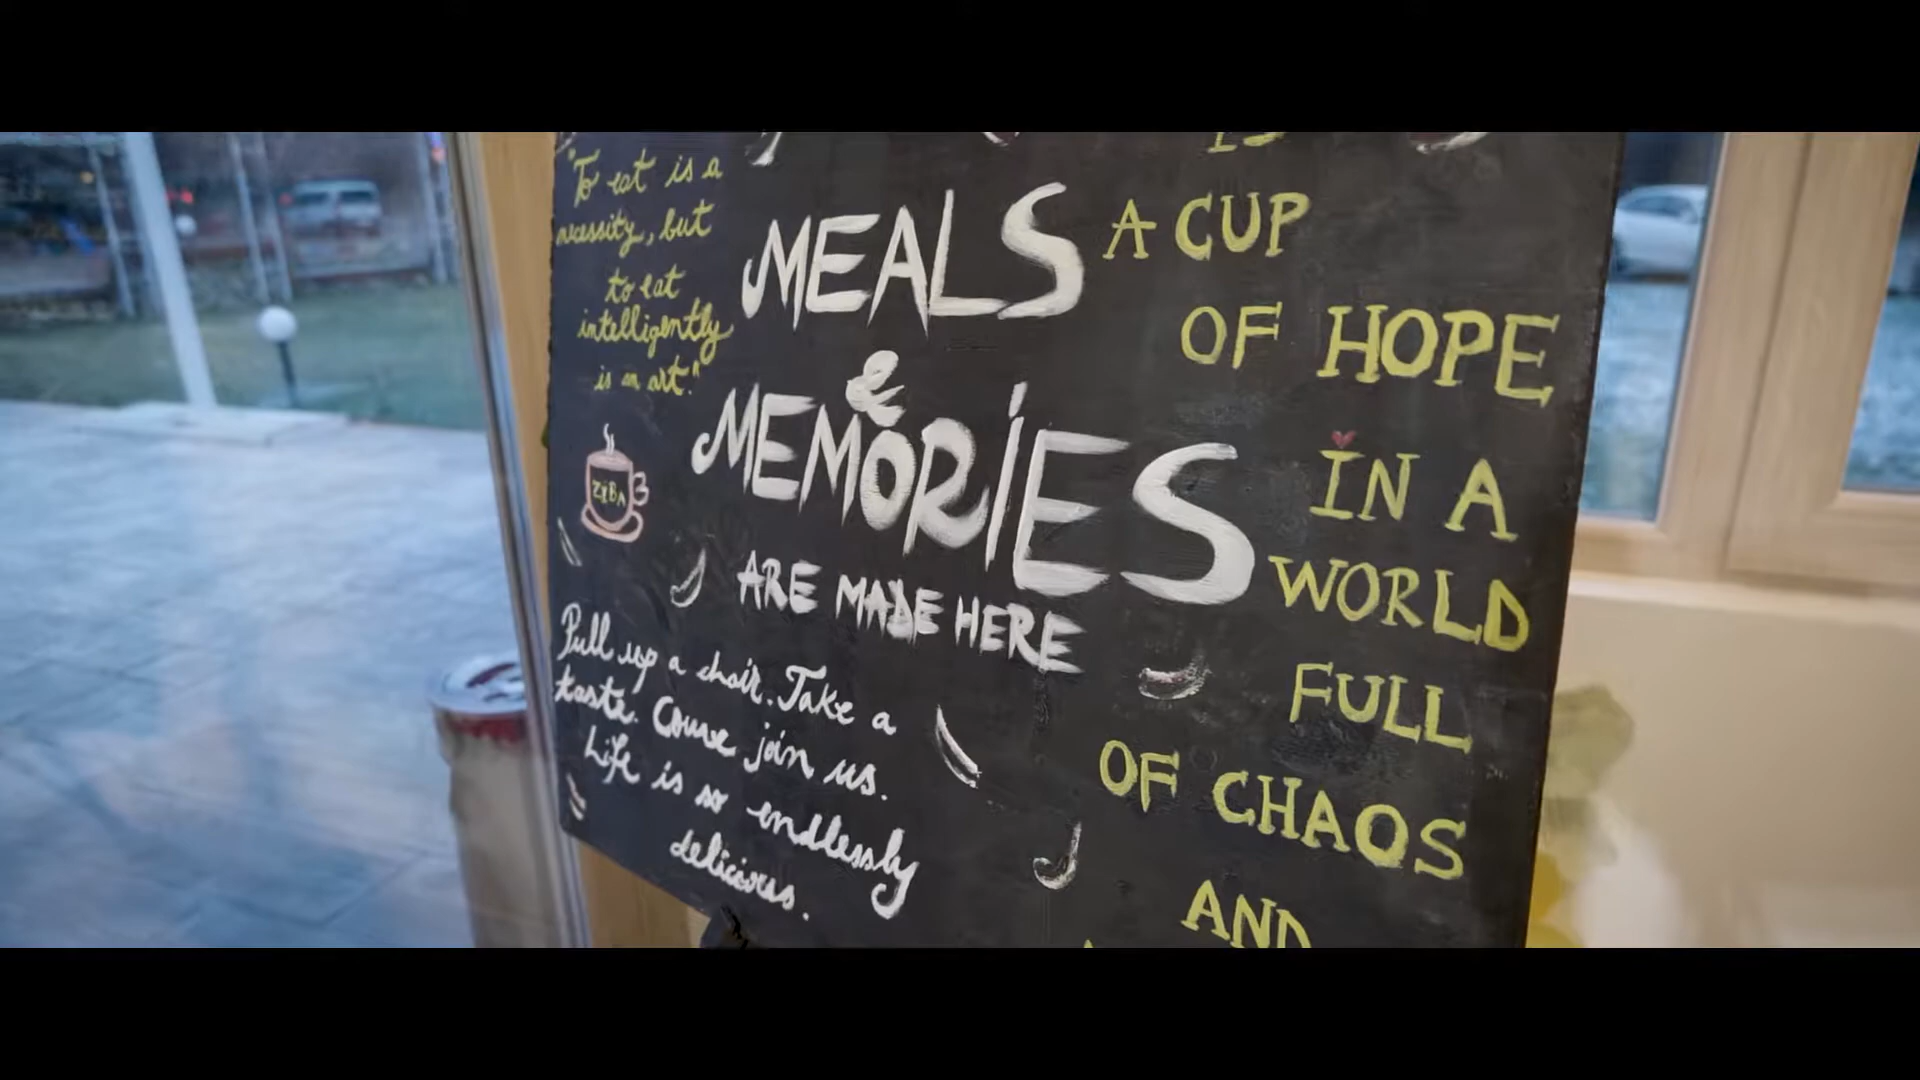 "To eat is a
necessity, but
to eat
intelligently
is an art."
ZIBA
MEALS
&
MEMORIES
ARE MADE HERE
Pull up a chair. Take a
taste. Come join us.
Life is so endlessly
delicious.
IS
A CUP
OF HOPE
IN A
WORLD
FULL
OF CHAOS
AND